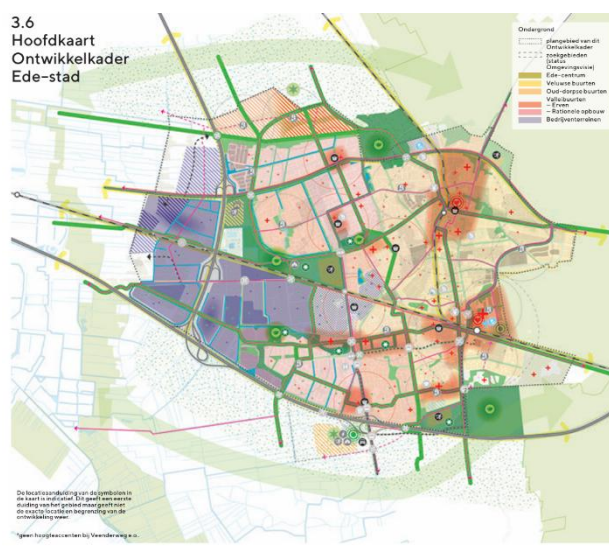 3.6
Hoofdkaart
Ontwikkelkader
Ede-stad
Ondergrond
plangebied van dit
Ontwikkelkader
zoekgebieden
(status
Omgevingsvisie)
Ede-centrum
Veluwse buurten
Oud-dorpse buurten
Valleibuurten
– Erven
– Rationele opbouw
Bedrijventerreinen
De locatieaanduiding van de symbolen in
de kaart is indicatief. Dit geeft een eerste
duiding van het gebied maar geeft niet
de exacte locatie en begrenzing van de
ontwikkeling weer.
*geen hoogteaccenten bij Veenderweg e.o.